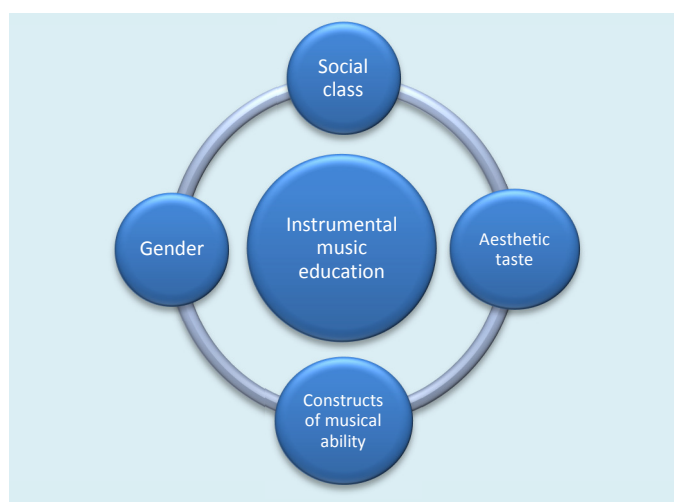 Social
class
Gender
Instrumental
music
education
Aesthetic
taste
Constructs
of musical
ability